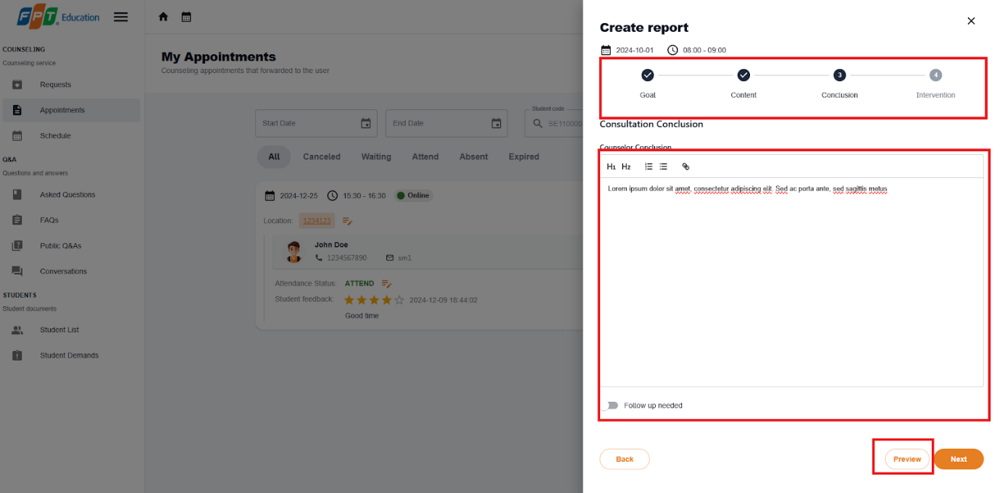 FPT Education
COUNSELING
Counseling service
Requests
Appointments
Schedule
Q&A
Questions and answers
Asked Questions
FAQs
Public Q&As
Conversations
STUDENTS
Student documents
Student List
Student Demands
My Appointments
Counseling appointments that forwarded to the user
Start Date
End Date
Student code
SE110000
All Canceled Waiting Attend Absent Expired
2024-12-25 15:30 - 16:30 Online
Location: 1234123
John Doe
1234567890 sm1
Attendance Status: ATTEND
Student feedback: 2024-12-09 18:44:02
Good time
Create report
2024-10-01 08:00 - 09:00
3 4
Goal Content Conclusion Intervention
Consultation Conclusion
Counselor Conclusion
H1 H2
Lorem ipsum dolor sit amet, consectetur adipiscing elit. Sed ac porta ante, sed sagittis metus
Follow up needed
Back Preview Next